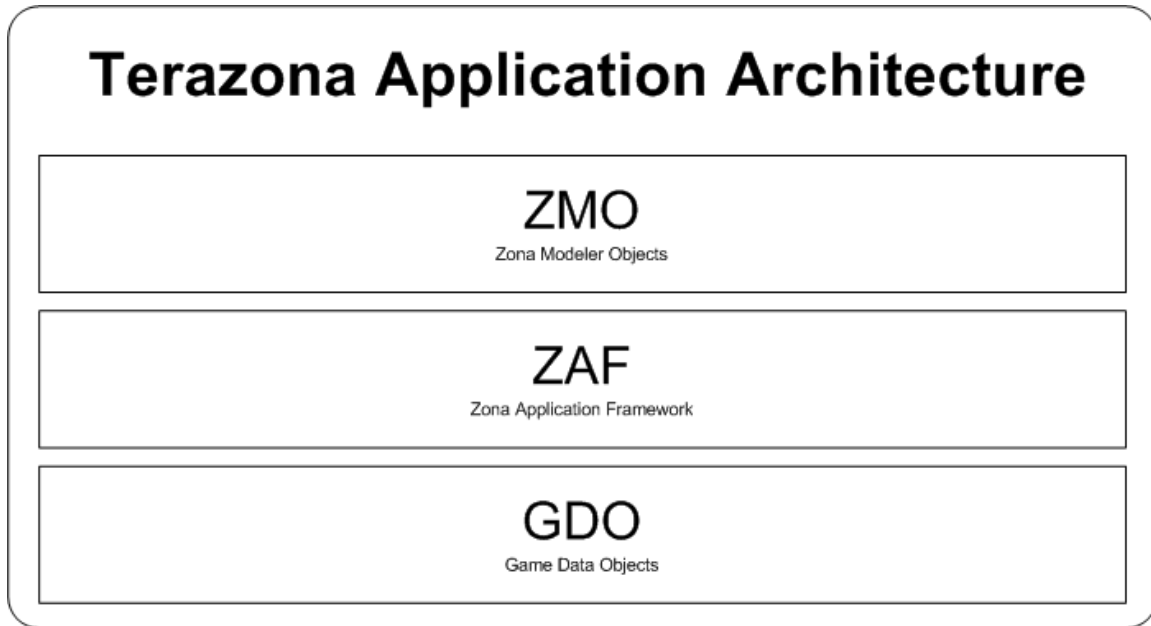 Terazona Application Architecture
ZMO
Zona Modeler Objects
ZAF
Zona Application Framework
GDO
Game Data Objects